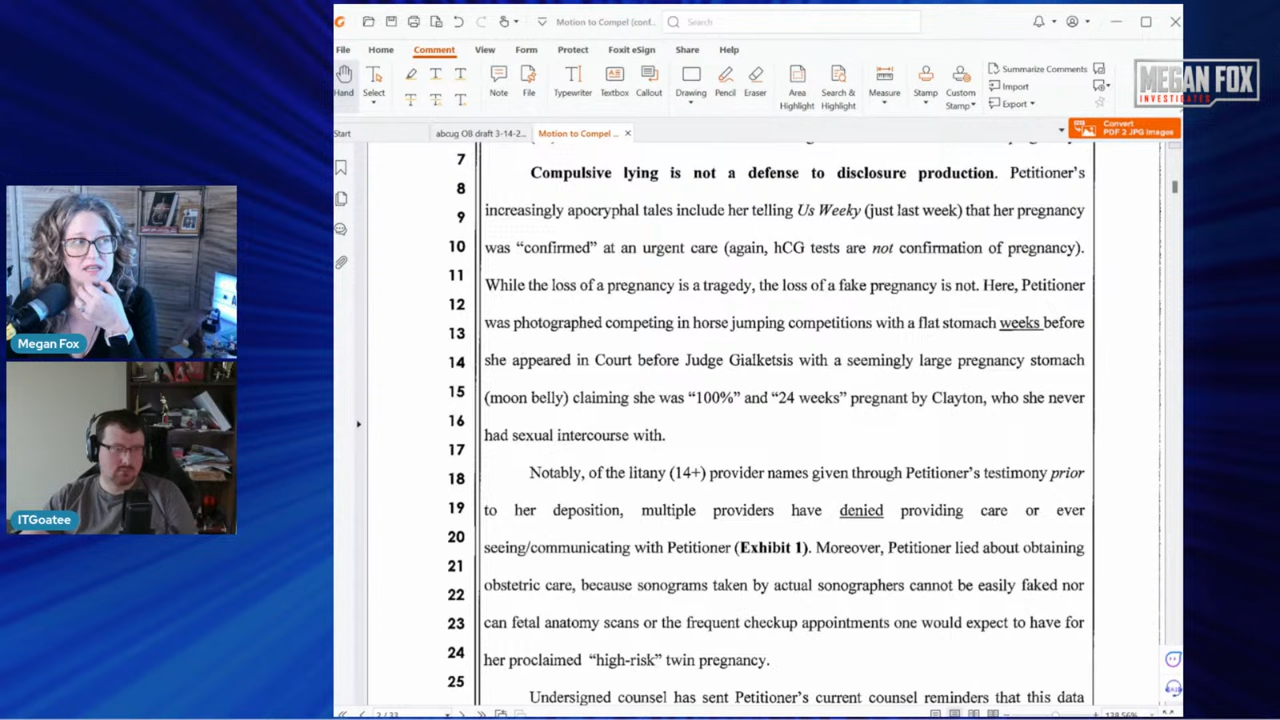 Motion to Compel (conf...
Search
File Home Comment View Form Protect Foxit eSign Share Help
Hand
Select
Note
File
Typewriter
Textbox
Callout
Drawing
Pencil
Eraser
Area Highlight
Search & Highlight
Measure
Stamp
Custom Stamp
Summarize Comments
Import
Export
MEGAN FOX
INVESTIGATES
Start
abcug OB draft 3-14-2...
Motion to Compel ...
Convert
PDF 2 JPG Images
7
8
9
10
11
12
13
14
15
16
17
18
19
20
21
22
23
24
25
Compulsive lying is not a defense to disclosure production. Petitioner's
increasingly apocryphal tales include her telling Us Weekly (just last week) that her pregnancy
was "confirmed" at an urgent care (again, hCG tests are not confirmation of pregnancy).
While the loss of a pregnancy is a tragedy, the loss of a fake pregnancy is not. Here, Petitioner
was photographed competing in horse jumping competitions with a flat stomach weeks before
she appeared in Court before Judge Gialketsis with a seemingly large pregnancy stomach
(moon belly) claiming she was "100%" and "24 weeks" pregnant by Clayton, who she never
had sexual intercourse with.
Notably, of the litany (14+) provider names given through Petitioner's testimony prior
to her deposition, multiple providers have denied providing care or ever
seeing/communicating with Petitioner (Exhibit 1). Moreover, Petitioner lied about obtaining
obstetric care, because sonograms taken by actual sonographers cannot be easily faked nor
can fetal anatomy scans or the frequent checkup appointments one would expect to have for
her proclaimed "high-risk" twin pregnancy.
Undersigned counsel has sent Petitioner's current counsel reminders that this data
Megan Fox
ITGoatee